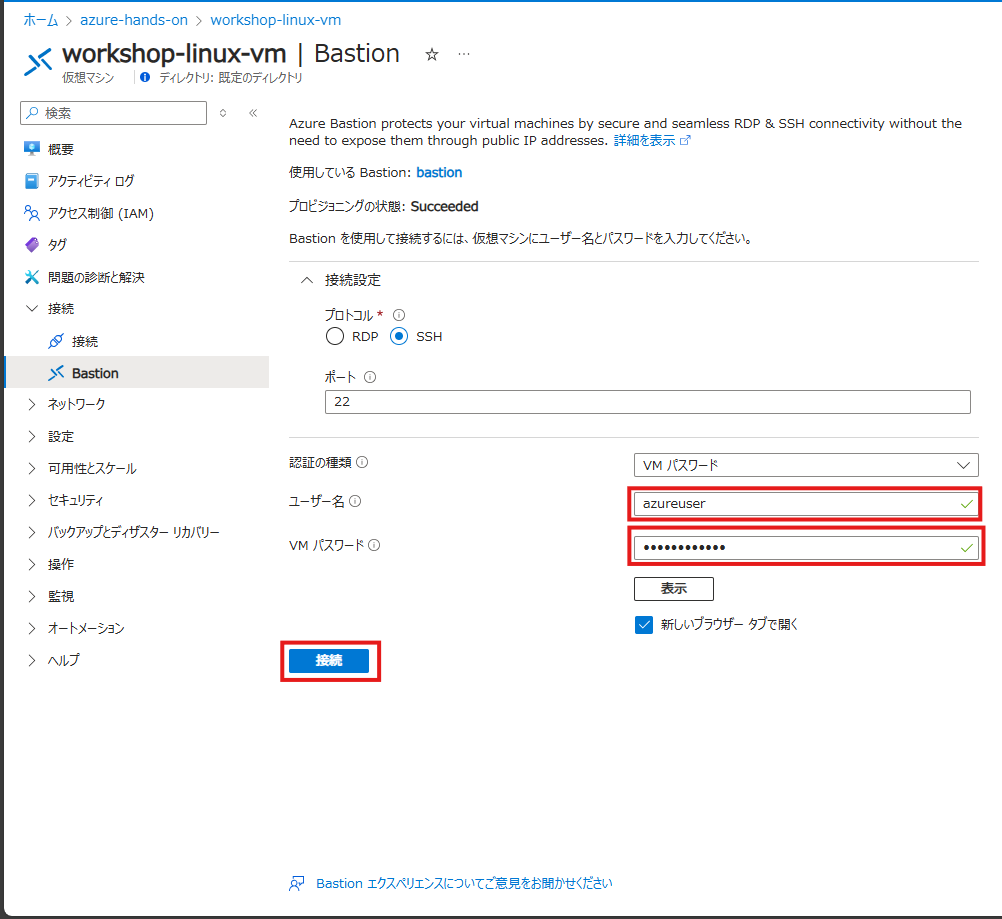 ホーム > azure-hands-on > workshop-linux-vm
workshop-linux-vm | Bastion ☆ …
仮想マシン ディレクトリ: 既定のディレクトリ
検索
概要
アクティビティ ログ
アクセス制御 (IAM)
タグ
問題の診断と解決
接続
接続
Bastion
ネットワーク
設定
可用性とスケール
セキュリティ
バックアップとディザスター リカバリー
操作
監視
オートメーション
ヘルプ
Azure Bastion protects your virtual machines by secure and seamless RDP & SSH connectivity without the
need to expose them through public IP addresses. 詳細を表示
使用している Bastion: bastion
プロビジョニングの状態: Succeeded
Bastion を使用して接続するには、仮想マシンにユーザー名とパスワードを入力してください。
接続設定
プロトコル *
RDP SSH
ポート
22
認証の種類 VM パスワード
ユーザー名 azureuser
VM パスワード ••••••••••••
表示
新しいブラウザー タブで開く
接続
Bastion エクスペリエンスについてご意見をお聞かせください